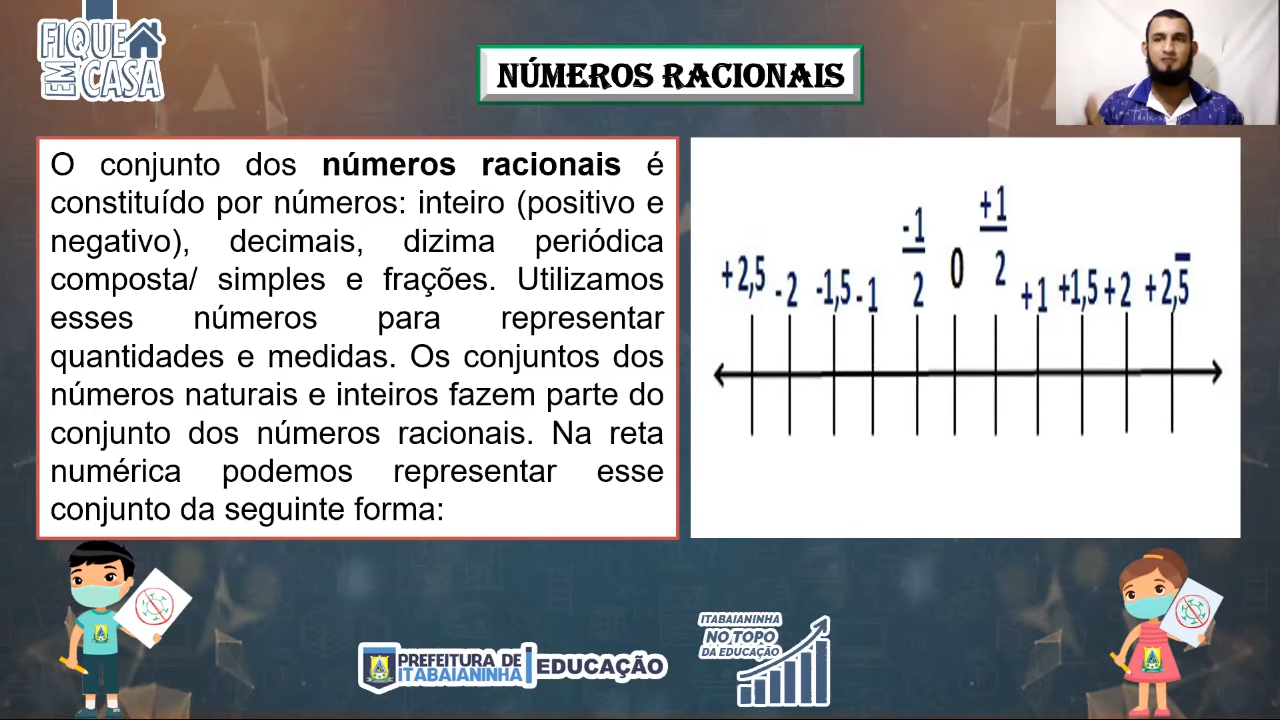 FIQUE
EM CASA
NÚMEROS RACIONAIS
O conjunto dos números racionais é
constituído por números: inteiro (positivo e
negativo), decimais, dizima periódica
composta/ simples e frações. Utilizamos
esses números para representar
quantidades e medidas. Os conjuntos dos
números naturais e inteiros fazem parte do
conjunto dos números racionais. Na reta
numérica podemos representar esse
conjunto da seguinte forma:
+2,5 -2 -1,5 -1 -1/2 0 +1/2 +1 +1,5 +2 +2,5̅
PREFEITURA DE
ITABAIANINHA
EDUCAÇÃO
ITABAIANINHA
NO TOPO
DA EDUCAÇÃO